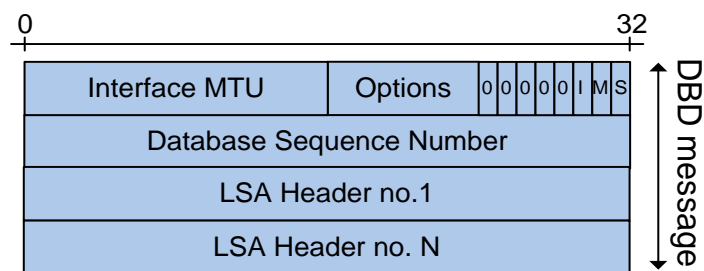 0 32
Interface MTU Options 0 0 0 0 0 I M S
Database Sequence Number
LSA Header no.1
LSA Header no. N
DBD message